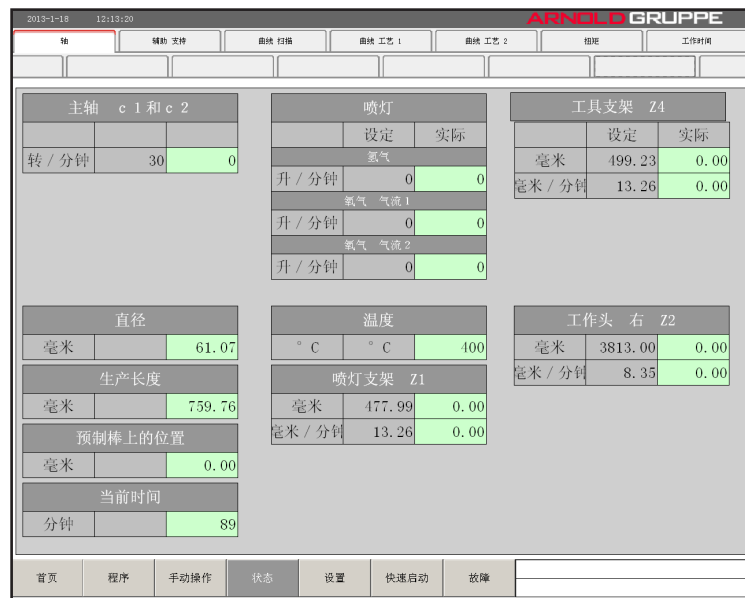 2013-1-18 12:13:20 ARNOLD GRUPPE
轴 辅助 支持 曲线 扫描 曲线 工艺 1 曲线 工艺 2 扭矩 工作时间
主轴 c 1 和 c 2
转 / 分钟 30 0
喷灯
设定 实际
氢气
升 / 分钟 0 0
氧气 气流 1
升 / 分钟 0 0
氧气 气流 2
升 / 分钟 0 0
工具支架 Z4
设定 实际
毫米 499.23 0.00
毫米 / 分钟 13.26 0.00
直径
毫米 61.07
生产长度
毫米 759.76
预制棒上的位置
毫米 0.00
当前时间
分钟 89
温度
° C ° C 400
喷灯支架 Z1
毫米 477.99 0.00
毫米 / 分钟 13.26 0.00
工作头 右 Z2
毫米 3813.00 0.00
毫米 / 分钟 8.35 0.00
首页 程序 手动操作 状态 设置 快速启动 故障